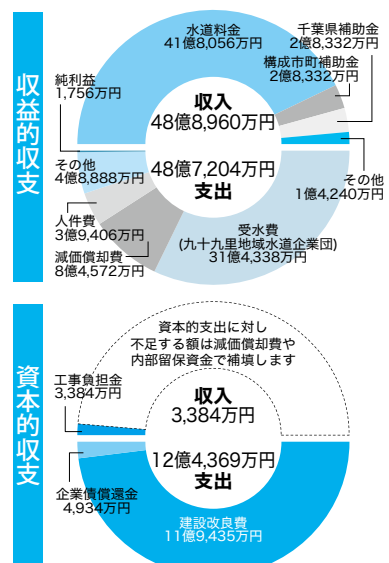 収益的収支
水道料金
41億8,056万円
千葉県補助金
2億8,332万円
構成市町補助金
2億8,332万円
その他
1億4,240万円
収入
48億8,960万円
48億7,204万円
支出
純利益
1,756万円
その他
4億8,888万円
人件費
3億9,406万円
減価償却費
8億4,572万円
受水費
(九十九里地域水道企業団)
31億4,338万円
資本的収支
資本的支出に対し
不足する額は減価償却費や
内部留保資金で補填します
工事負担金
3,384万円
収入
3,384万円
12億4,369万円
支出
企業債償還金
4,934万円
建設改良費
11億9,435万円